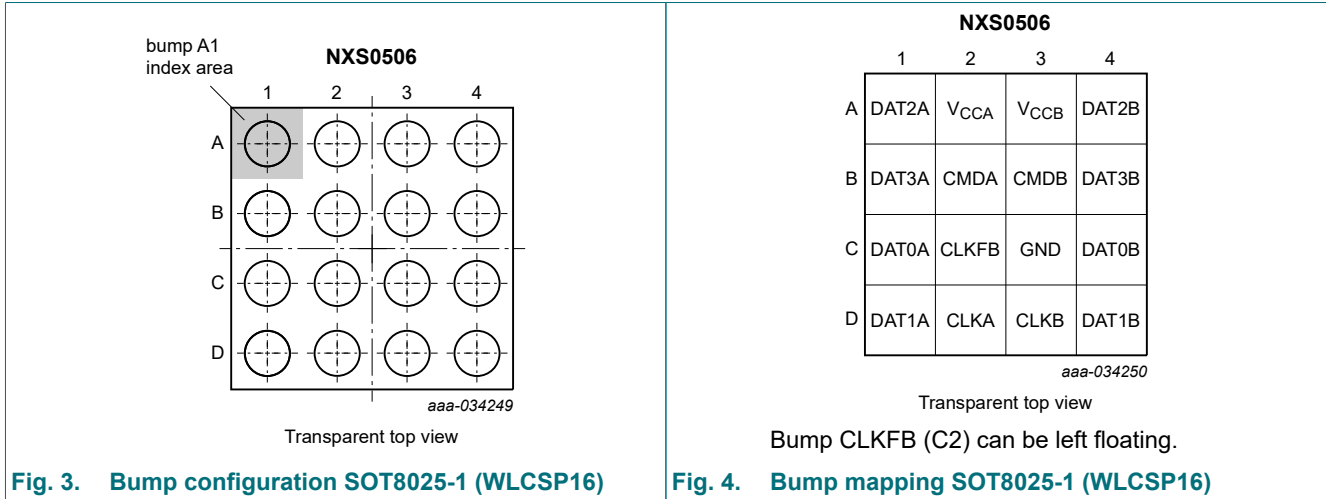 bump A1
index area
NXS0506
1 2 3 4
A
B
C
D
aaa-034249
Transparent top view
Fig. 3. Bump configuration SOT8025-1 (WLCSP16)
NXS0506
1 2 3 4
A DAT2A VCCA VCCB DAT2B
B DAT3A CMDA CMDB DAT3B
C DAT0A CLKFB GND DAT0B
D DAT1A CLKA CLKB DAT1B
aaa-034250
Transparent top view
Bump CLKFB (C2) can be left floating.
Fig. 4. Bump mapping SOT8025-1 (WLCSP16)